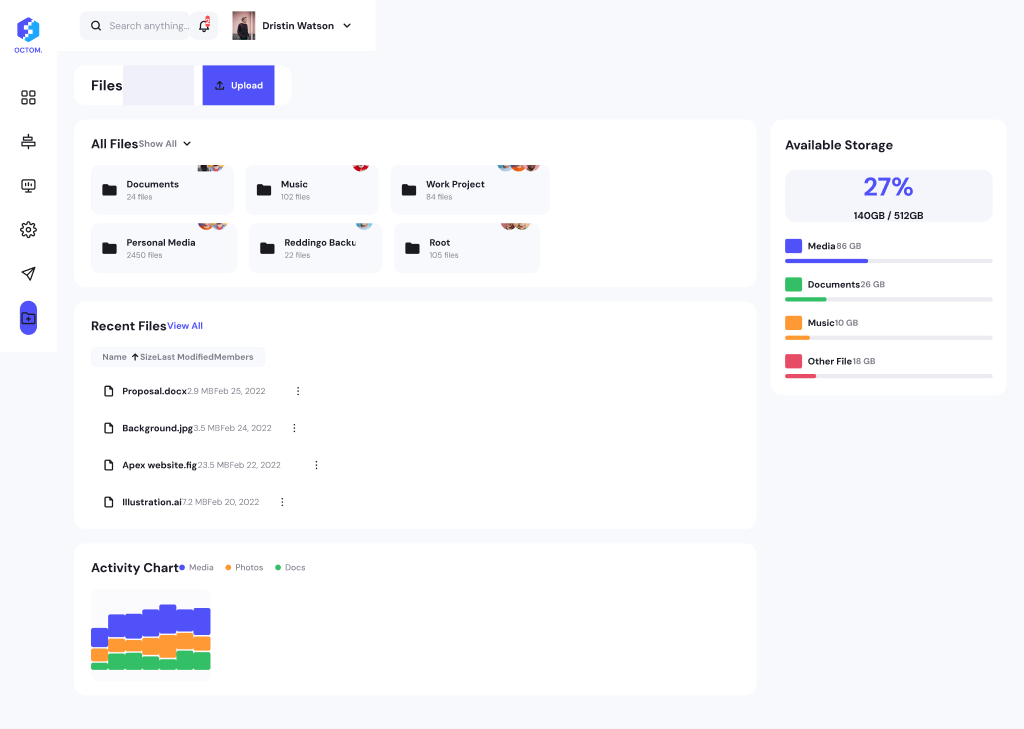 OCTOM.
Search anything...
Dristin Watson
Files
Upload
All Files Show All
Documents
24 files
Music
102 files
Work Project
84 files
Personal Media
2450 files
Reddingo Backu
22 files
Root
105 files
Recent Files View All
Name Size Last Modified Members
Proposal.docx 2.9 MB Feb 25, 2022
Background.jpg 3.5 MB Feb 24, 2022
Apex website.fig 23.5 MB Feb 22, 2022
Illustration.ai 7.2 MB Feb 20, 2022
Activity Chart Media Photos Docs
Available Storage
27%
140GB / 512GB
Media 86 GB
Documents 26 GB
Music 10 GB
Other File 18 GB